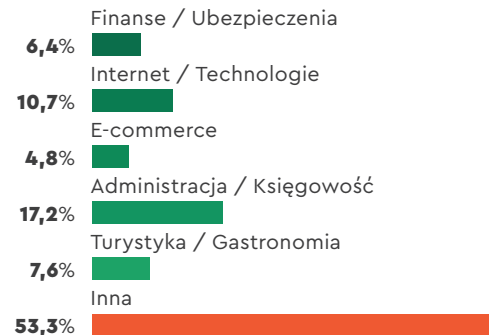 Finanse / Ubezpieczenia
6,4%
Internet / Technologie
10,7%
E-commerce
4,8%
Administracja / Księgowość
17,2%
Turystyka / Gastronomia
7,6%
Inna
53,3%